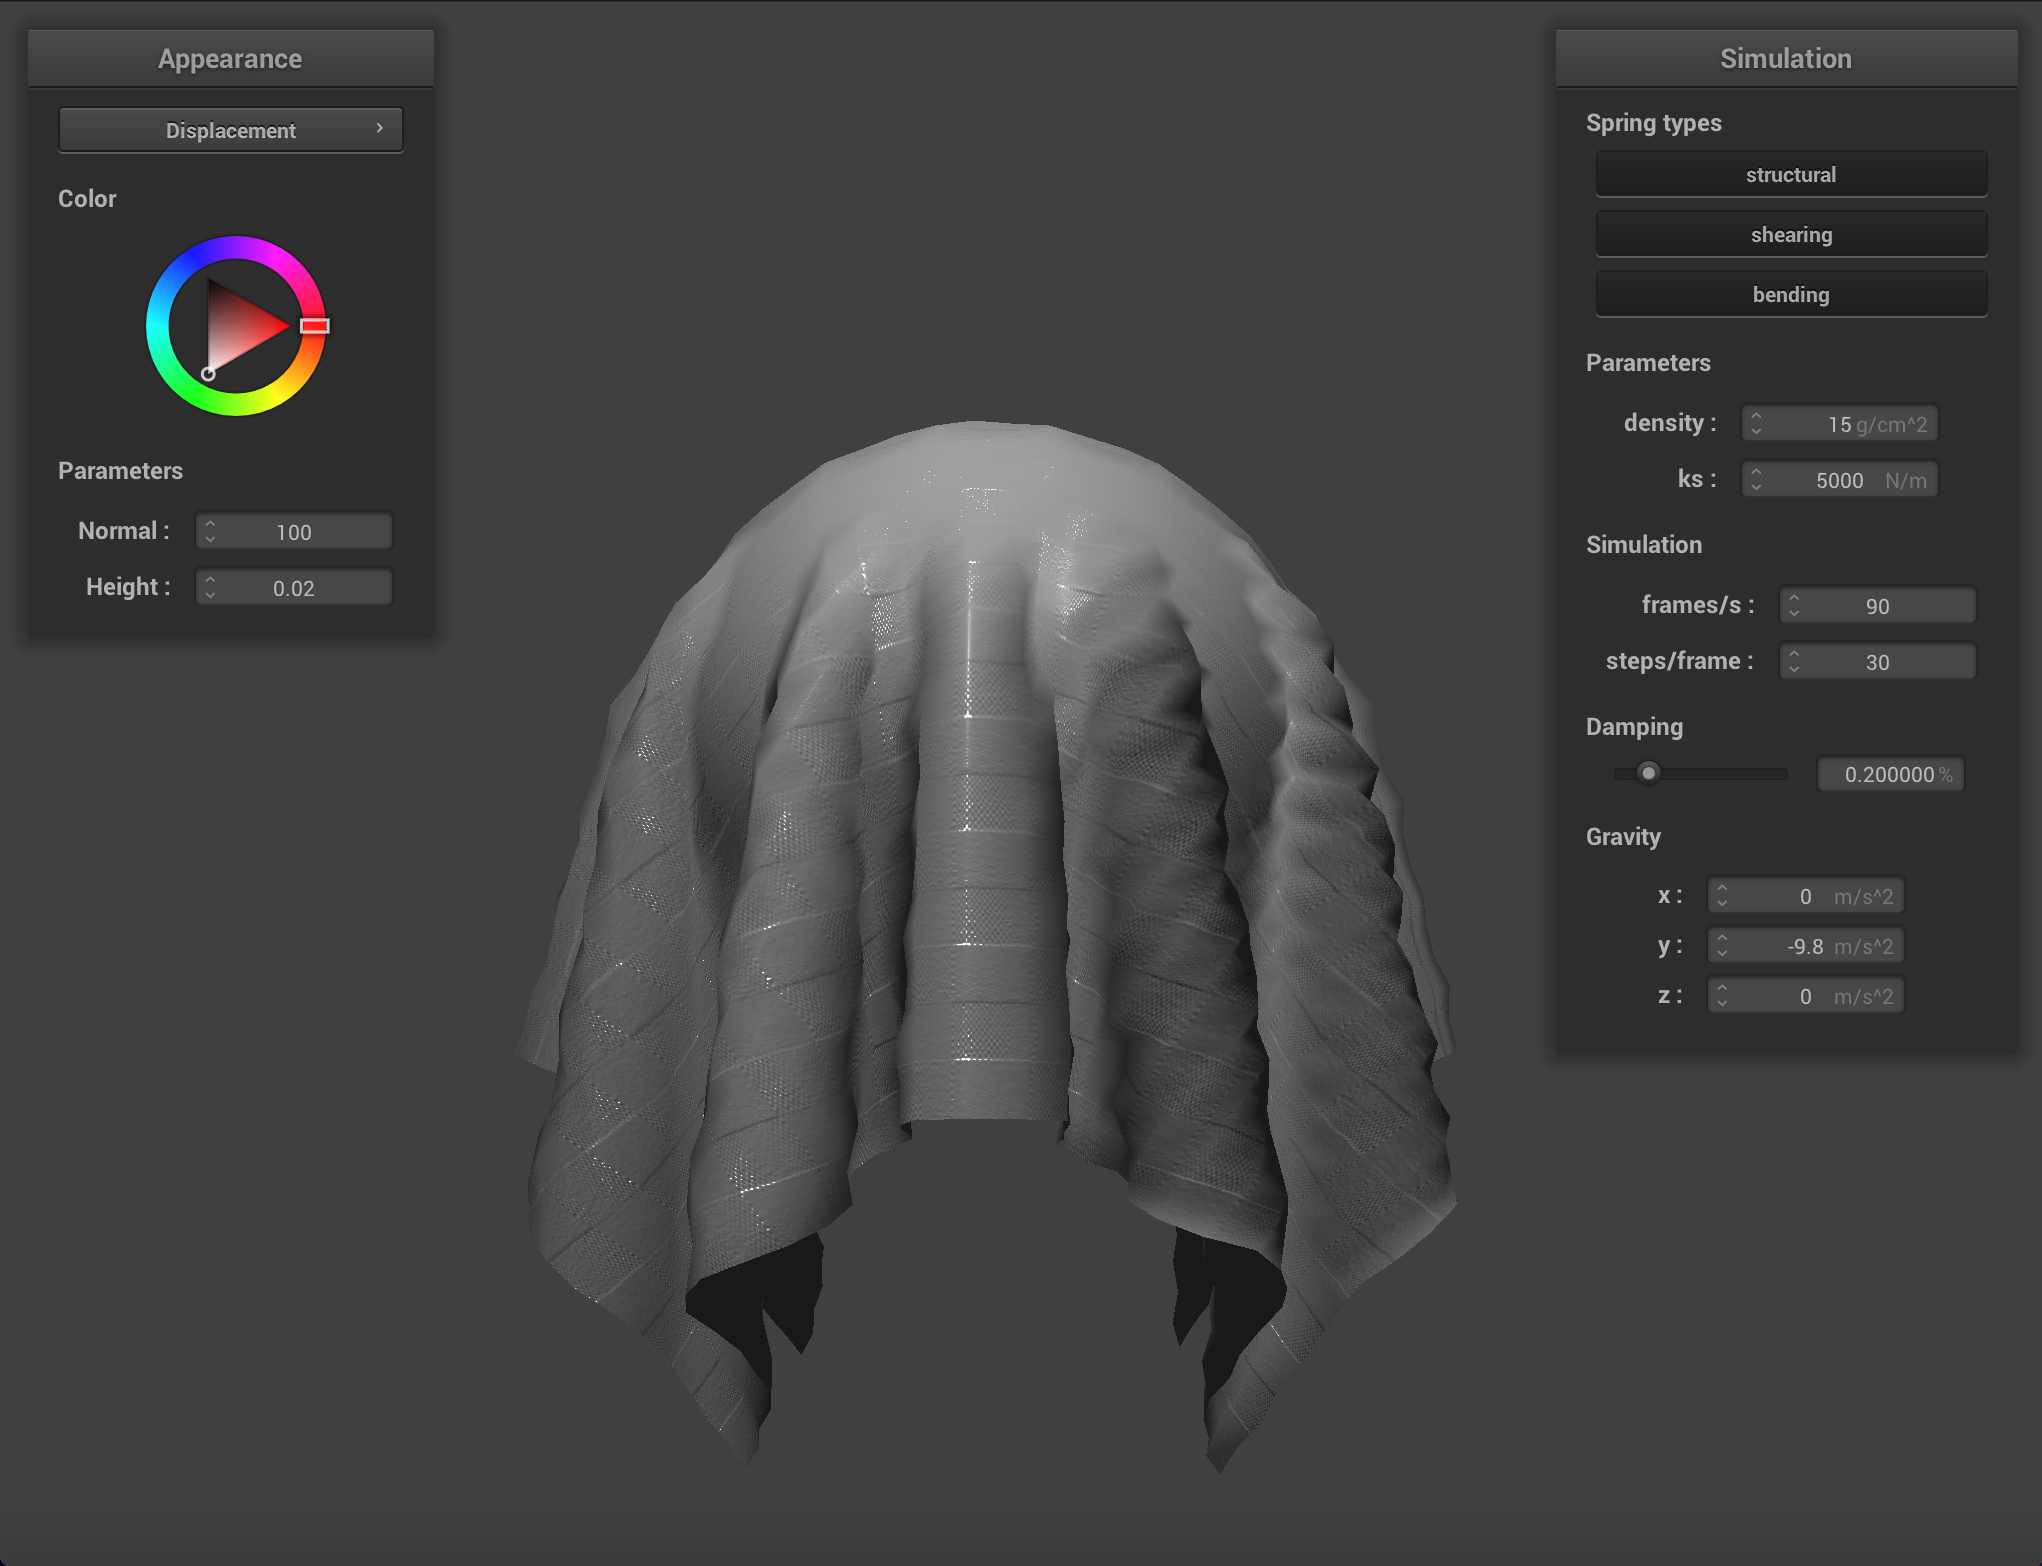 Appearance
Displacement
Color
Parameters
Normal : 100
Height : 0.02
Simulation
Spring types
structural
shearing
bending
Parameters
density : 15 g/cm^2
ks : 5000 N/m
Simulation
frames/s : 90
steps/frame : 30
Damping
0.200000 %
Gravity
x : 0 m/s^2
y : -9.8 m/s^2
z : 0 m/s^2